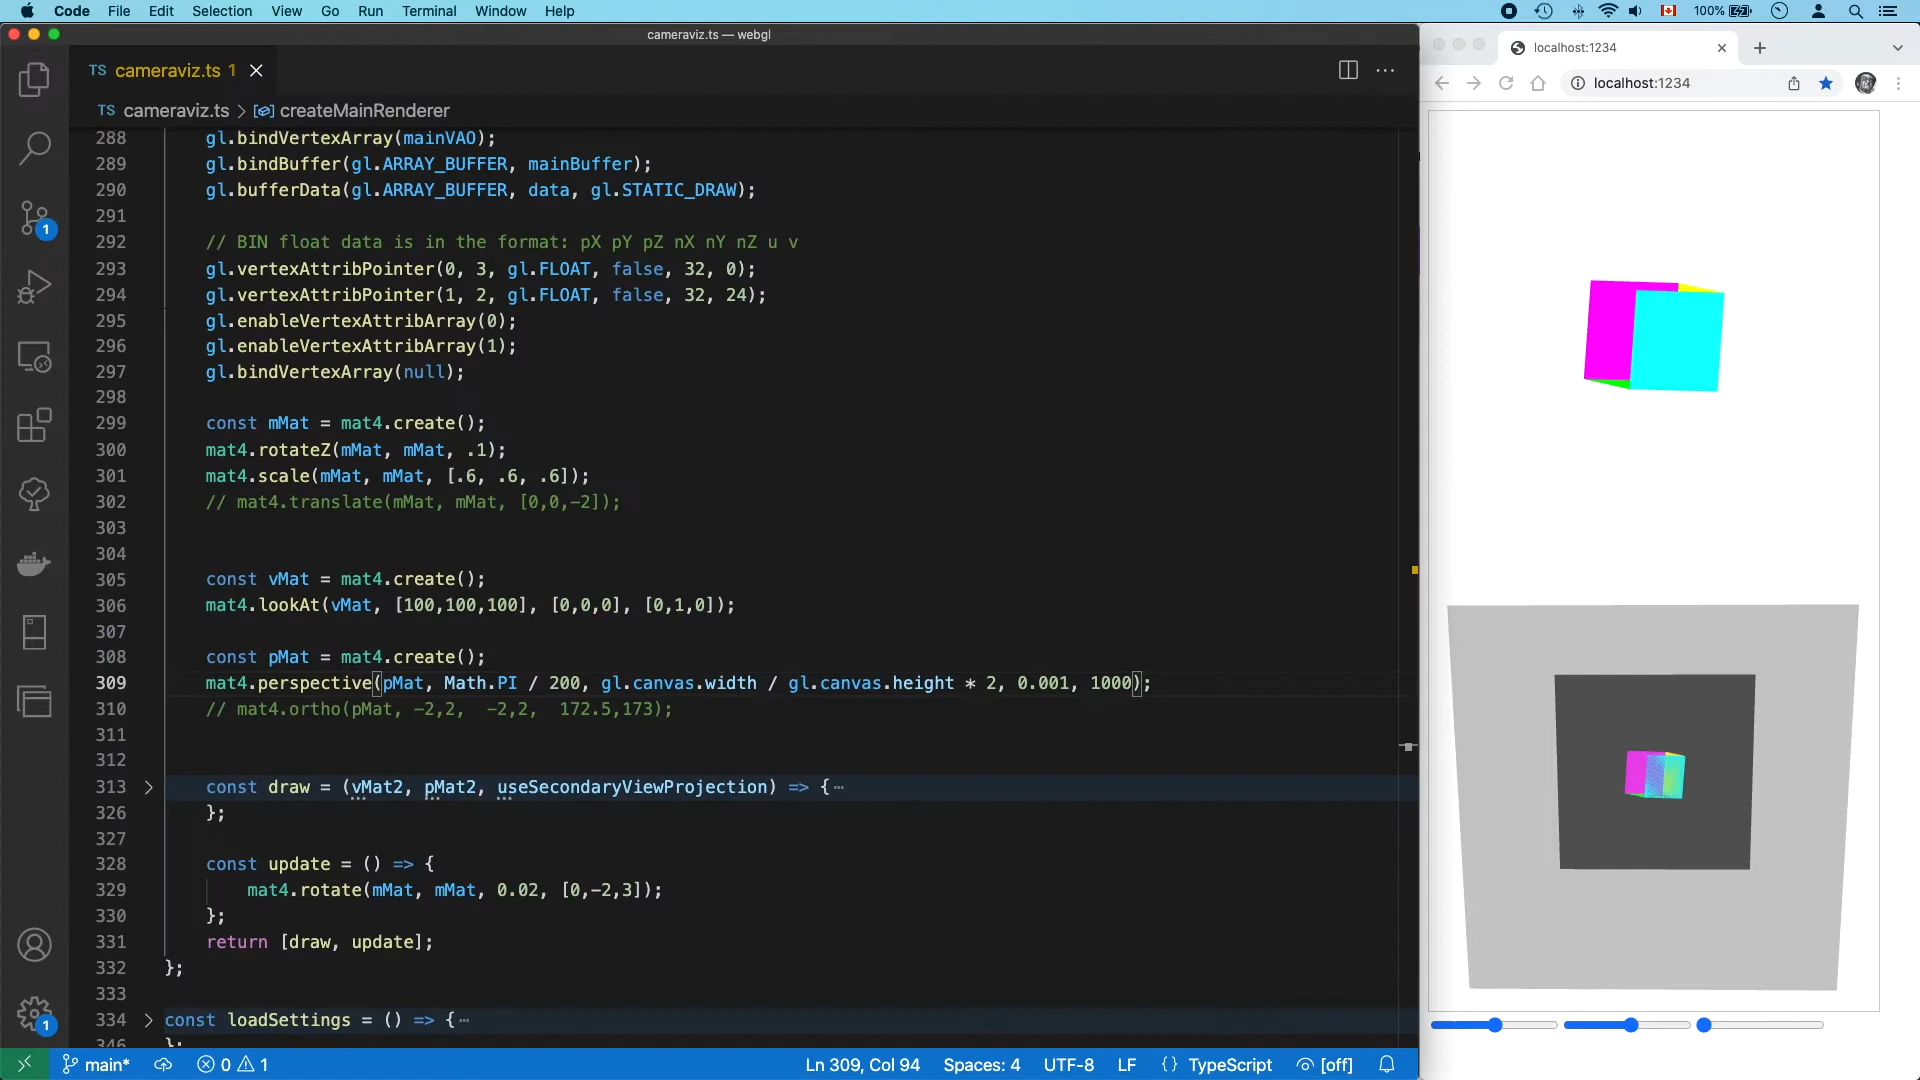 Code File Edit Selection View Go Run Terminal Window Help 100%
cameraviz.ts — webgl
TS cameraviz.ts 1
TS cameraviz.ts > createMainRenderer
288 gl.bindVertexArray(mainVAO);
289 gl.bindBuffer(gl.ARRAY_BUFFER, mainBuffer);
290 gl.bufferData(gl.ARRAY_BUFFER, data, gl.STATIC_DRAW);
291
292 // BIN float data is in the format: pX pY pZ nX nY nZ u v
293 gl.vertexAttribPointer(0, 3, gl.FLOAT, false, 32, 0);
294 gl.vertexAttribPointer(1, 2, gl.FLOAT, false, 32, 24);
295 gl.enableVertexAttribArray(0);
296 gl.enableVertexAttribArray(1);
297 gl.bindVertexArray(null);
298
299 const mMat = mat4.create();
300 mat4.rotateZ(mMat, mMat, .1);
301 mat4.scale(mMat, mMat, [.6, .6, .6]);
302 // mat4.translate(mMat, mMat, [0,0,-2]);
303
304
305 const vMat = mat4.create();
306 mat4.lookAt(vMat, [100,100,100], [0,0,0], [0,1,0]);
307
308 const pMat = mat4.create();
309 mat4.perspective(pMat, Math.PI / 200, gl.canvas.width / gl.canvas.height * 2, 0.001, 1000);
310 // mat4.ortho(pMat, -2,2, -2,2, 172.5,173);
311
312
313 > const draw = (vMat2, pMat2, useSecondaryViewProjection) => {⋯
326 };
327
328 const update = () => {
329 mat4.rotate(mMat, mMat, 0.02, [0,-2,3]);
330 };
331 return [draw, update];
332 };
333
334 > const loadSettings = () => {⋯
346 };
1
1
main* 0 1 Ln 309, Col 94 Spaces: 4 UTF-8 LF {} TypeScript [off]
localhost:1234
localhost:1234